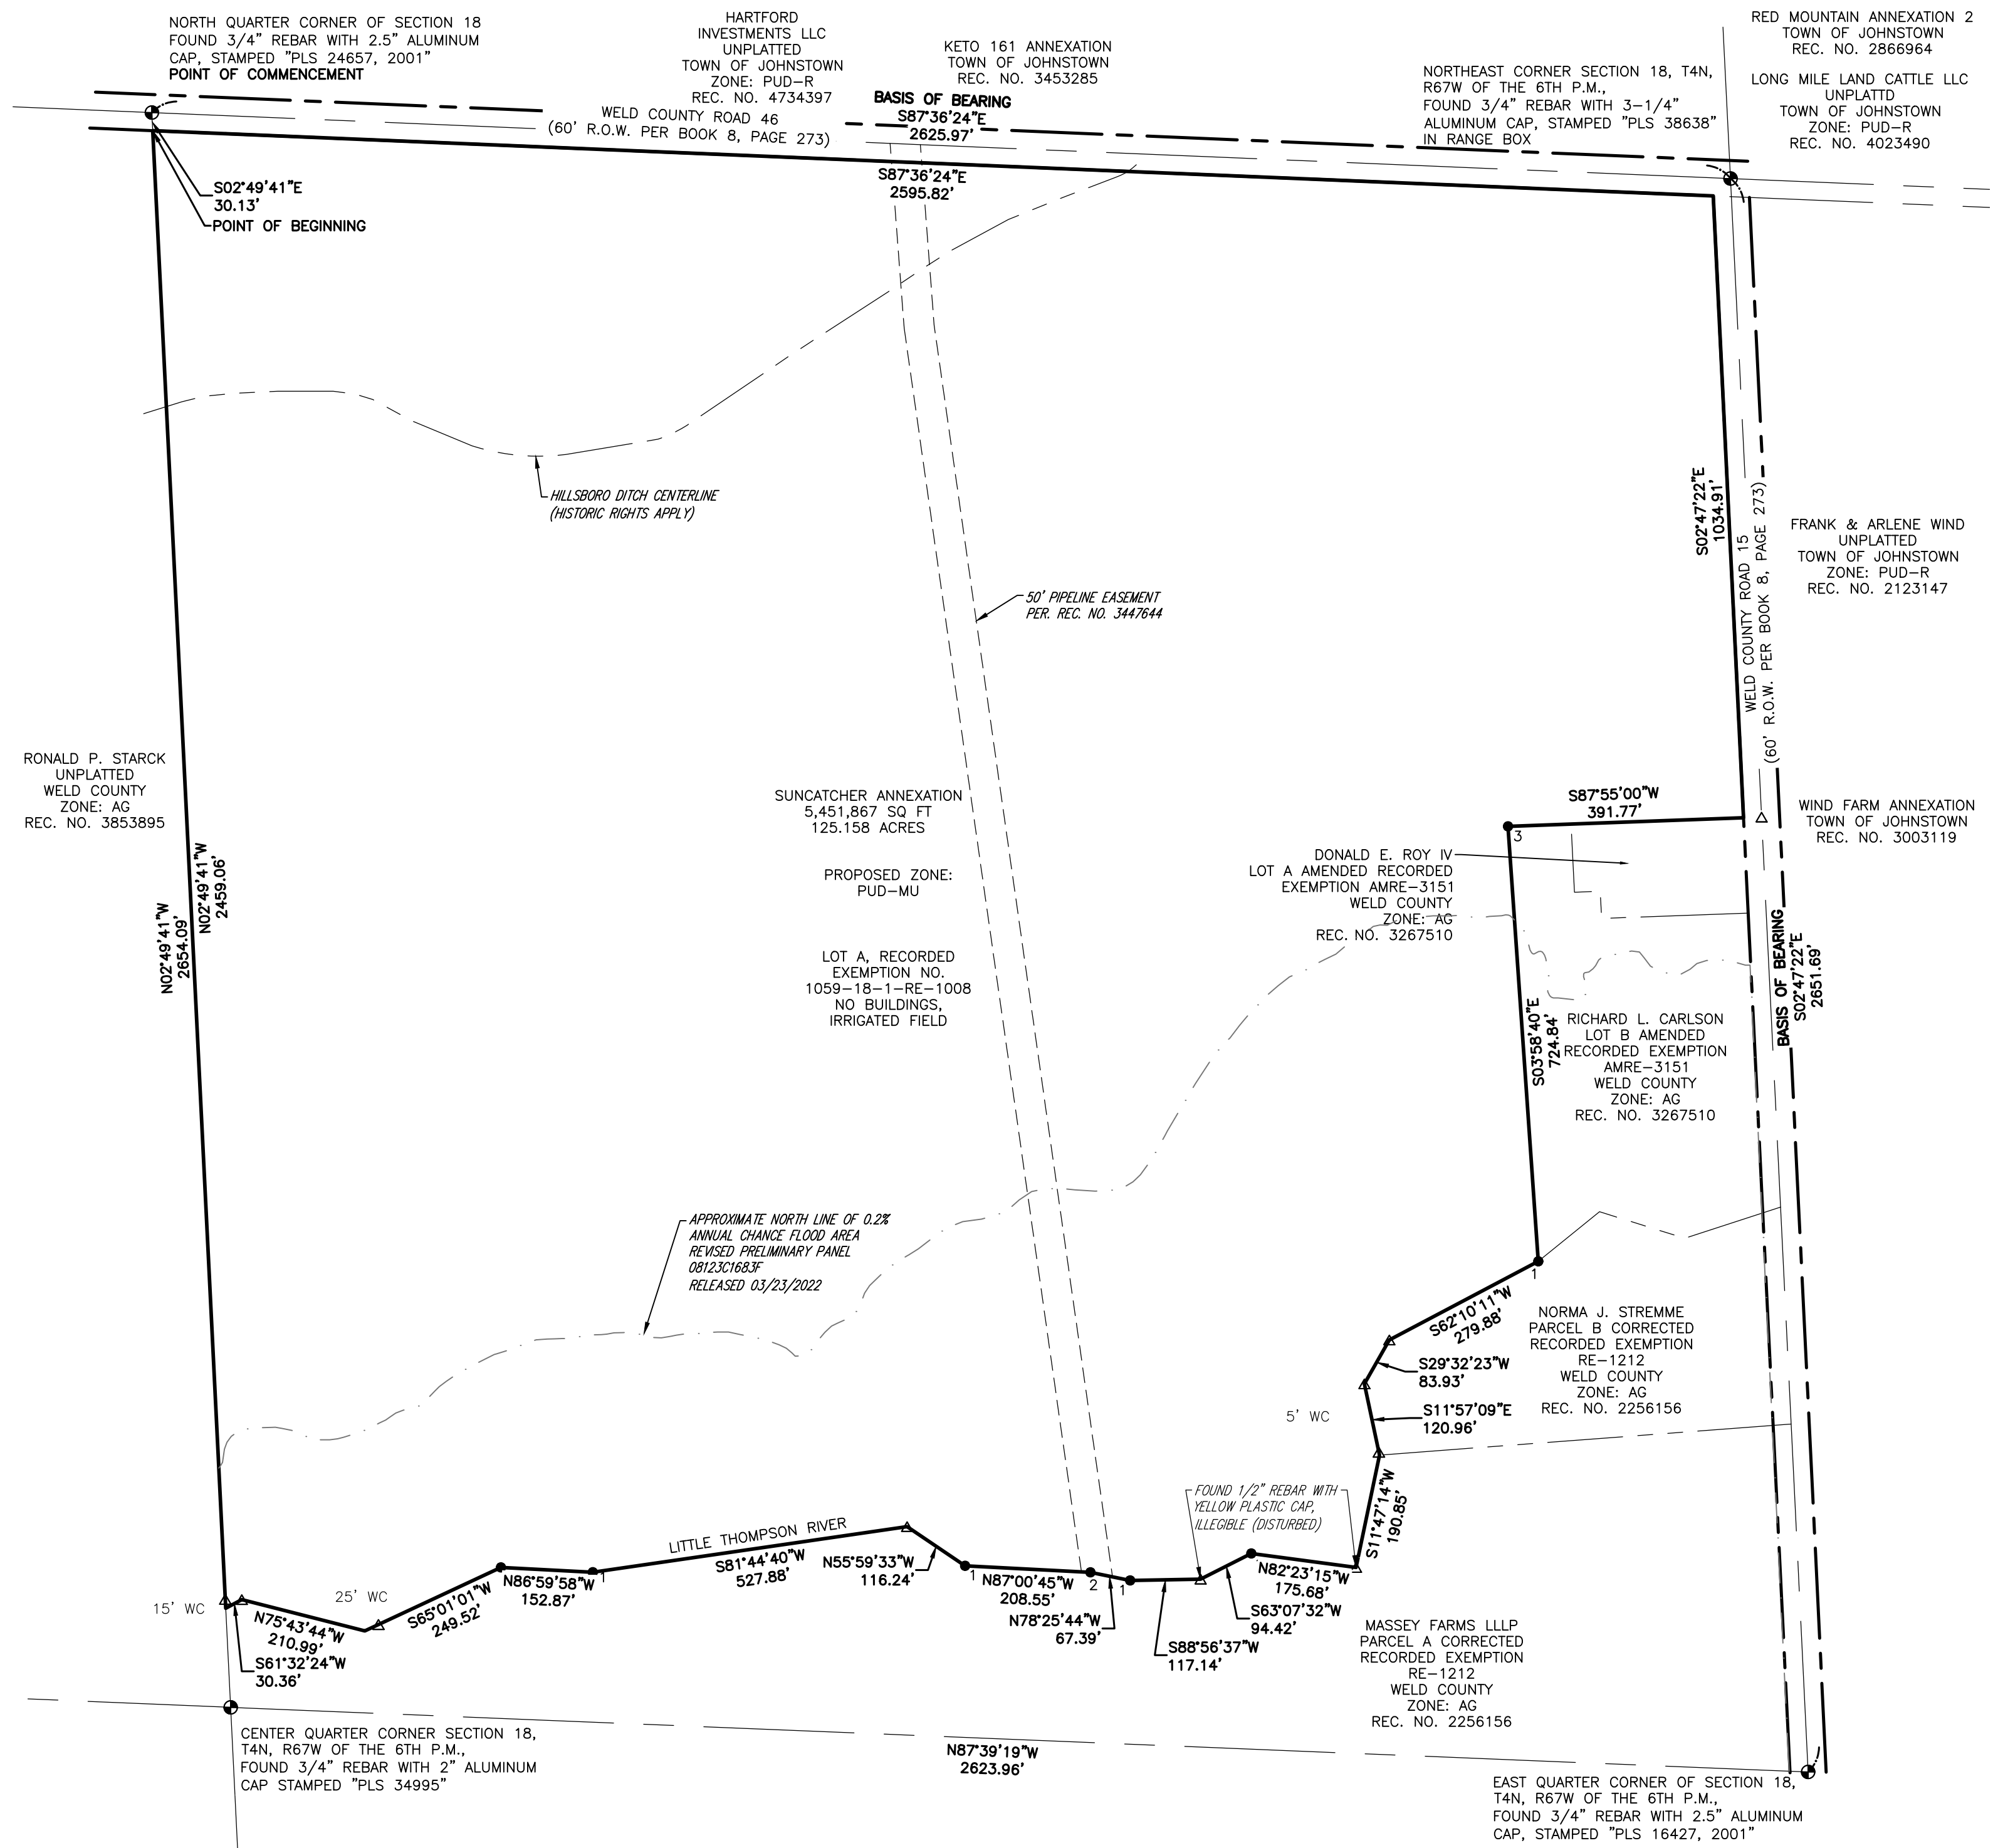 NORTH QUARTER CORNER OF SECTION 18
FOUND 3/4" REBAR WITH 2.5" ALUMINUM
CAP, STAMPED "PLS 24657, 2001"
POINT OF COMMENCEMENT
HARTFORD
INVESTMENTS LLC
UNPLATTED
TOWN OF JOHNSTOWN
ZONE: PUD-R
REC. NO. 4734397
KETO 161 ANNEXATION
TOWN OF JOHNSTOWN
REC. NO. 3453285
BASIS OF BEARING
S87°36'24"E
2625.97'
NORTHEAST CORNER SECTION 18, T4N,
R67W OF THE 6TH P.M.,
FOUND 3/4" REBAR WITH 3-1/4"
ALUMINUM CAP, STAMPED "PLS 38638"
IN RANGE BOX
RED MOUNTAIN ANNEXATION 2
TOWN OF JOHNSTOWN
REC. NO. 2866964
LONG MILE LAND CATTLE LLC
UNPLATTD
TOWN OF JOHNSTOWN
ZONE: PUD-R
REC. NO. 4023490
WELD COUNTY ROAD 46
(60' R.O.W. PER BOOK 8, PAGE 273)
S87°36'24"E
2595.82'
S02°49'41"E
30.13'
POINT OF BEGINNING
HILLSBORO DITCH CENTERLINE
(HISTORIC RIGHTS APPLY)
S02°47'22"E
1034.91'
WELD COUNTY ROAD 15
(60' R.O.W. PER BOOK 8, PAGE 273)
FRANK & ARLENE WIND
UNPLATTED
TOWN OF JOHNSTOWN
ZONE: PUD-R
REC. NO. 2123147
50' PIPELINE EASEMENT
PER. REC. NO. 3447644
RONALD P. STARCK
UNPLATTED
WELD COUNTY
ZONE: AG
REC. NO. 3853895
N02°49'41"W
2654.09'
N02°49'41"W
2459.06'
SUNCATCHER ANNEXATION
5,451,867 SQ FT
125.158 ACRES
PROPOSED ZONE:
PUD-MU
LOT A, RECORDED
EXEMPTION NO.
1059-18-1-RE-1008
NO BUILDINGS,
IRRIGATED FIELD
S87°55'00"W
391.77'
3
WIND FARM ANNEXATION
TOWN OF JOHNSTOWN
REC. NO. 3003119
DONALD E. ROY IV
LOT A AMENDED RECORDED
EXEMPTION AMRE-3151
WELD COUNTY
ZONE: AG
REC. NO. 3267510
BASIS OF BEARING
S02°47'22"E
2651.69'
S03°58'40"E
724.84'
RICHARD L. CARLSON
LOT B AMENDED
RECORDED EXEMPTION
AMRE-3151
WELD COUNTY
ZONE: AG
REC. NO. 3267510
APPROXIMATE NORTH LINE OF 0.2%
ANNUAL CHANCE FLOOD AREA
REVISED PRELIMINARY PANEL
08123C1683F
RELEASED 03/23/2022
1
S62°10'11"W
279.88'
NORMA J. STREMME
PARCEL B CORRECTED
RECORDED EXEMPTION
RE-1212
WELD COUNTY
ZONE: AG
REC. NO. 2256156
S29°32'23"W
83.93'
5' WC
S11°57'09"E
120.96'
FOUND 1/2" REBAR WITH
YELLOW PLASTIC CAP,
ILLEGIBLE (DISTURBED)
S11°47'14"W
190.85'
LITTLE THOMPSON RIVER
S81°44'40"W
527.88'
N55°59'33"W
116.24'
1
N87°00'45"W
208.55'
2
1
N78°25'44"W
67.39'
N82°23'15"W
175.68'
S63°07'32"W
94.42'
S88°56'37"W
117.14'
15' WC
25' WC
N75°43'44"W
210.99'
S61°32'24"W
30.36'
S65°01'01"W
249.52'
N86°59'58"W
152.87'
1
MASSEY FARMS LLLP
PARCEL A CORRECTED
RECORDED EXEMPTION
RE-1212
WELD COUNTY
ZONE: AG
REC. NO. 2256156
CENTER QUARTER CORNER SECTION 18,
T4N, R67W OF THE 6TH P.M.,
FOUND 3/4" REBAR WITH 2" ALUMINUM
CAP STAMPED "PLS 34995"
N87°39'19"W
2623.96'
EAST QUARTER CORNER OF SECTION 18,
T4N, R67W OF THE 6TH P.M.,
FOUND 3/4" REBAR WITH 2.5" ALUMINUM
CAP, STAMPED "PLS 16427, 2001"